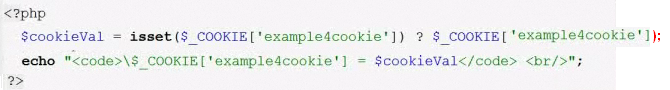 <?php
$cookieVal = isset($_COOKIE['example4cookie']) ? $_COOKIE['example4cookie']);
echo "<code>\$_COOKIE['example4cookie'] = $cookieVal</code> <br/>";
?>